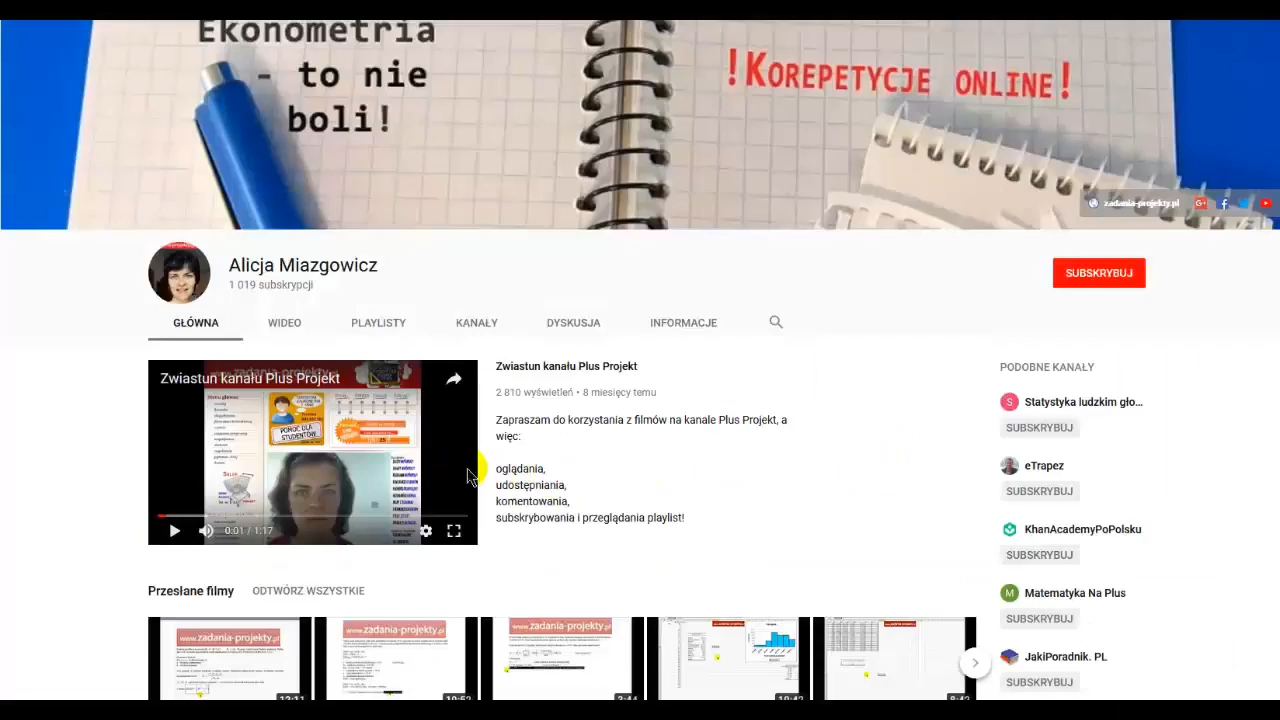 Ekonometria
- to nie
boli!
!Korepetycje online!
zadania-projekty.pl
Alicja Miazgowicz
1 019 subskrypcji
SUBSKRYBUJ
GŁÓWNA
WIDEO
PLAYLISTY
KANAŁY
DYSKUSJA
INFORMACJE
Zwiastun kanału Plus Projekt
POMOC DLA
STUDENTÓW
0:01 / 1:17
Zwiastun kanału Plus Projekt
2 810 wyświetleń • 8 miesięcy temu
Zapraszam do korzystania z filmów na kanale Plus Projekt, a
więc:
oglądania,
udostępniania,
komentowania,
subskrybowania i przeglądania playlist!
PODOBNE KANAŁY
S
Statystyka ludzkim gło...
SUBSKRYBUJ
eTrapez
SUBSKRYBUJ
KhanAcademyPoPolsku
SUBSKRYBUJ
M
Matematyka Na Plus
SUBSKRYBUJ
JakiPoradnik. PL
SUBSKRYBUJ
Przesłane filmy
ODTWÓRZ WSZYSTKIE
www.zadania-projekty.pl
www.zadania-projekty.pl
www.zadania-projekty.pl